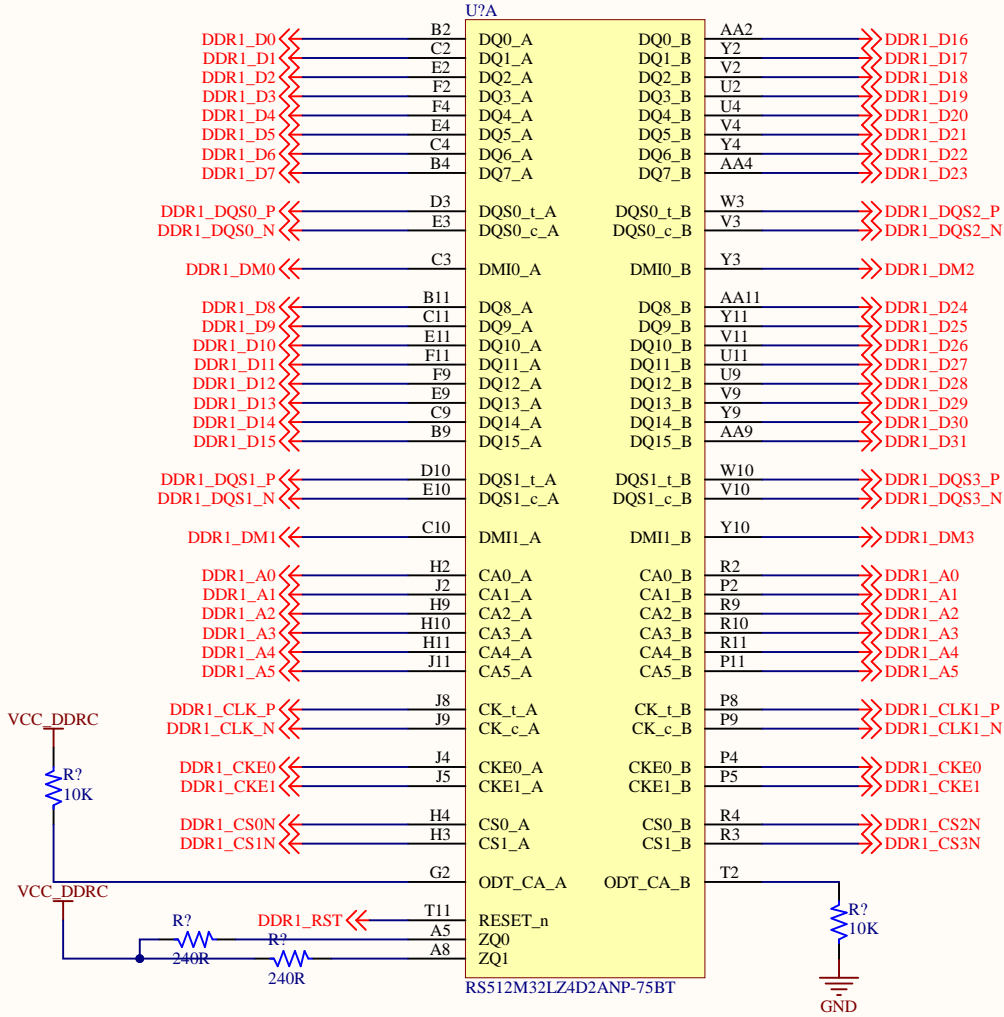 U?A
DDR1_D0 B2 DQ0_A DQ0_B AA2 DDR1_D16
DDR1_D1 C2 DQ1_A DQ1_B Y2 DDR1_D17
DDR1_D2 E2 DQ2_A DQ2_B V2 DDR1_D18
DDR1_D3 F2 DQ3_A DQ3_B U2 DDR1_D19
DDR1_D4 F4 DQ4_A DQ4_B U4 DDR1_D20
DDR1_D5 E4 DQ5_A DQ5_B V4 DDR1_D21
DDR1_D6 C4 DQ6_A DQ6_B Y4 DDR1_D22
DDR1_D7 B4 DQ7_A DQ7_B AA4 DDR1_D23
DDR1_DQS0_P D3 DQS0_t_A DQS0_t_B W3 DDR1_DQS2_P
DDR1_DQS0_N E3 DQS0_c_A DQS0_c_B V3 DDR1_DQS2_N
DDR1_DM0 C3 DMI0_A DMI0_B Y3 DDR1_DM2
DDR1_D8 B11 DQ8_A DQ8_B AA11 DDR1_D24
DDR1_D9 C11 DQ9_A DQ9_B Y11 DDR1_D25
DDR1_D10 E11 DQ10_A DQ10_B V11 DDR1_D26
DDR1_D11 F11 DQ11_A DQ11_B U11 DDR1_D27
DDR1_D12 F9 DQ12_A DQ12_B U9 DDR1_D28
DDR1_D13 E9 DQ13_A DQ13_B V9 DDR1_D29
DDR1_D14 C9 DQ14_A DQ14_B Y9 DDR1_D30
DDR1_D15 B9 DQ15_A DQ15_B AA9 DDR1_D31
DDR1_DQS1_P D10 DQS1_t_A DQS1_t_B W10 DDR1_DQS3_P
DDR1_DQS1_N E10 DQS1_c_A DQS1_c_B V10 DDR1_DQS3_N
DDR1_DM1 C10 DMI1_A DMI1_B Y10 DDR1_DM3
DDR1_A0 H2 CA0_A CA0_B R2 DDR1_A0
DDR1_A1 J2 CA1_A CA1_B P2 DDR1_A1
DDR1_A2 H9 CA2_A CA2_B R9 DDR1_A2
DDR1_A3 H10 CA3_A CA3_B R10 DDR1_A3
DDR1_A4 H11 CA4_A CA4_B R11 DDR1_A4
DDR1_A5 J11 CA5_A CA5_B P11 DDR1_A5
DDR1_CLK_P J8 CK_t_A CK_t_B P8 DDR1_CLK1_P
VCC_DDRC
DDR1_CLK_N J9 CK_c_A CK_c_B P9 DDR1_CLK1_N
DDR1_CKE0 J4 CKE0_A CKE0_B P4 DDR1_CKE0
R?
DDR1_CKE1 J5 CKE1_A CKE1_B P5 DDR1_CKE1
10K
DDR1_CS0N H4 CS0_A CS0_B R4 DDR1_CS2N
DDR1_CS1N H3 CS1_A CS1_B R3 DDR1_CS3N
G2 ODT_CA_A ODT_CA_B T2
VCC_DDRC
R?
DDR1_RST T11 RESET_n
R?
10K
A5 ZQ0
R?
240R
A8 ZQ1
240R
RS512M32LZ4D2ANP-75BT
GND